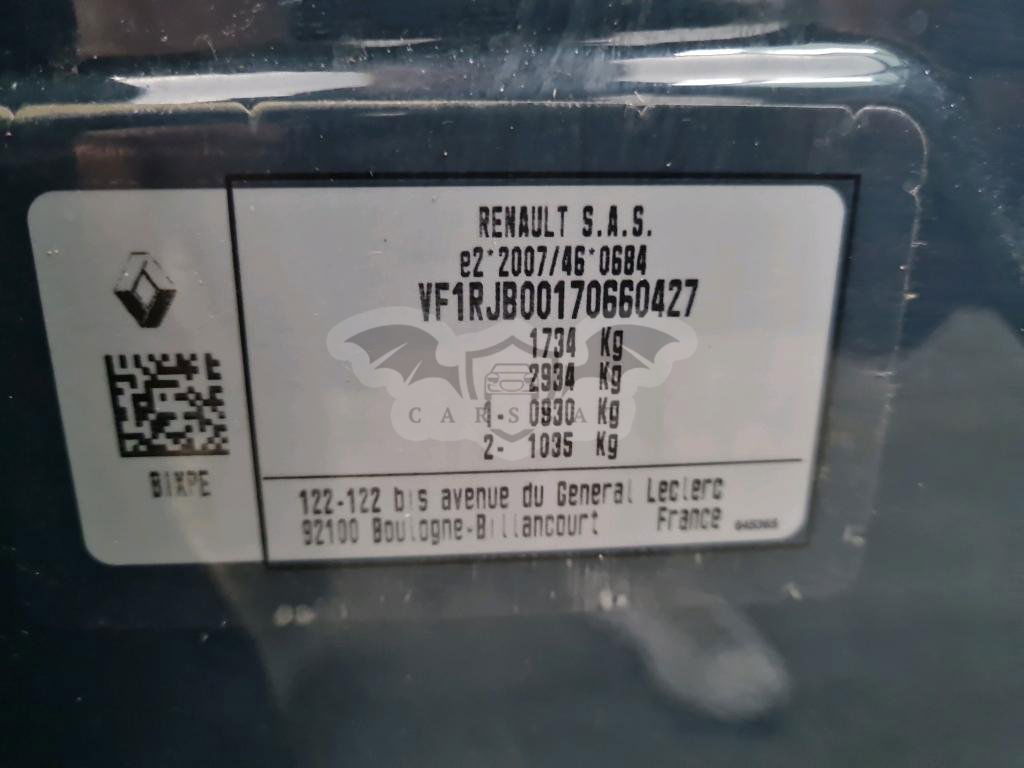 RENAULT S.A.S.
e2*2007/46*0684
VF1RJB00170660427
1734 Kg
2934 Kg
1- 0930 Kg
2- 1035 Kg
BIXPE
122-122 bis avenue du General Leclerc
92100 Boulogne-Billancourt France